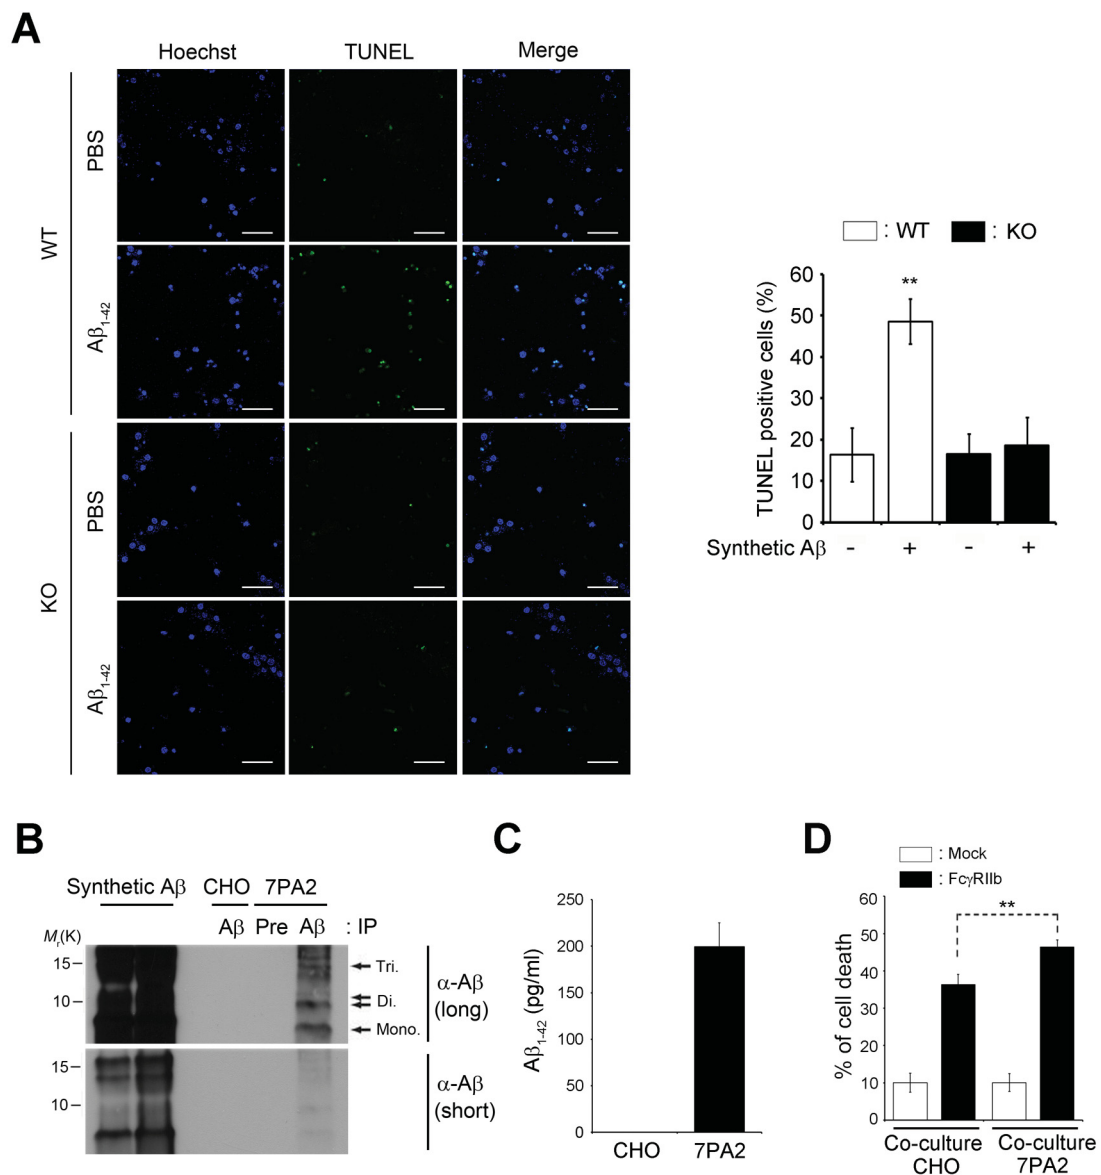 A
Hoechst TUNEL Merge
WT
PBS
Aβ1-42
KO
PBS
Aβ1-42
: WT : KO
TUNEL positive cells (%)
60
50
40
30
20
10
0
Synthetic Aβ - + - +
B
Synthetic Aβ CHO 7PA2
Aβ Pre Aβ : IP
Mr(K)
15
10
Tri.
Di.
Mono.
α-Aβ
(long)
15
10
α-Aβ
(short)
C
Aβ1-42 (pg/ml)
250
200
150
100
50
0
CHO 7PA2
D
: Mock
: FcγRIIb
% of cell death
60
50
40
30
20
10
0
**
Co-culture
CHO
Co-culture
7PA2
**